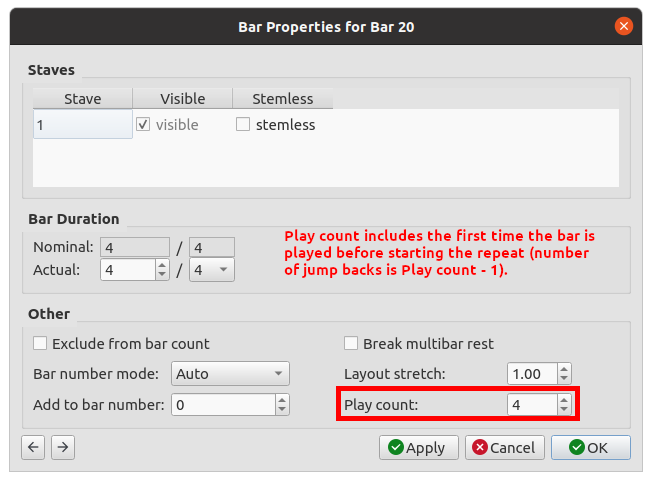 Bar Properties for Bar 20
Staves
Stave Visible Stemless
1 visible stemless
Bar Duration
Nominal: 4 / 4
Actual: 4 / 4
Play count includes the first time the bar is
played before starting the repeat (number
of jump backs is Play count - 1).
Other
Exclude from bar count Break multibar rest
Bar number mode: Auto Layout stretch: 1.00
Add to bar number: 0 Play count: 4
Apply Cancel OK